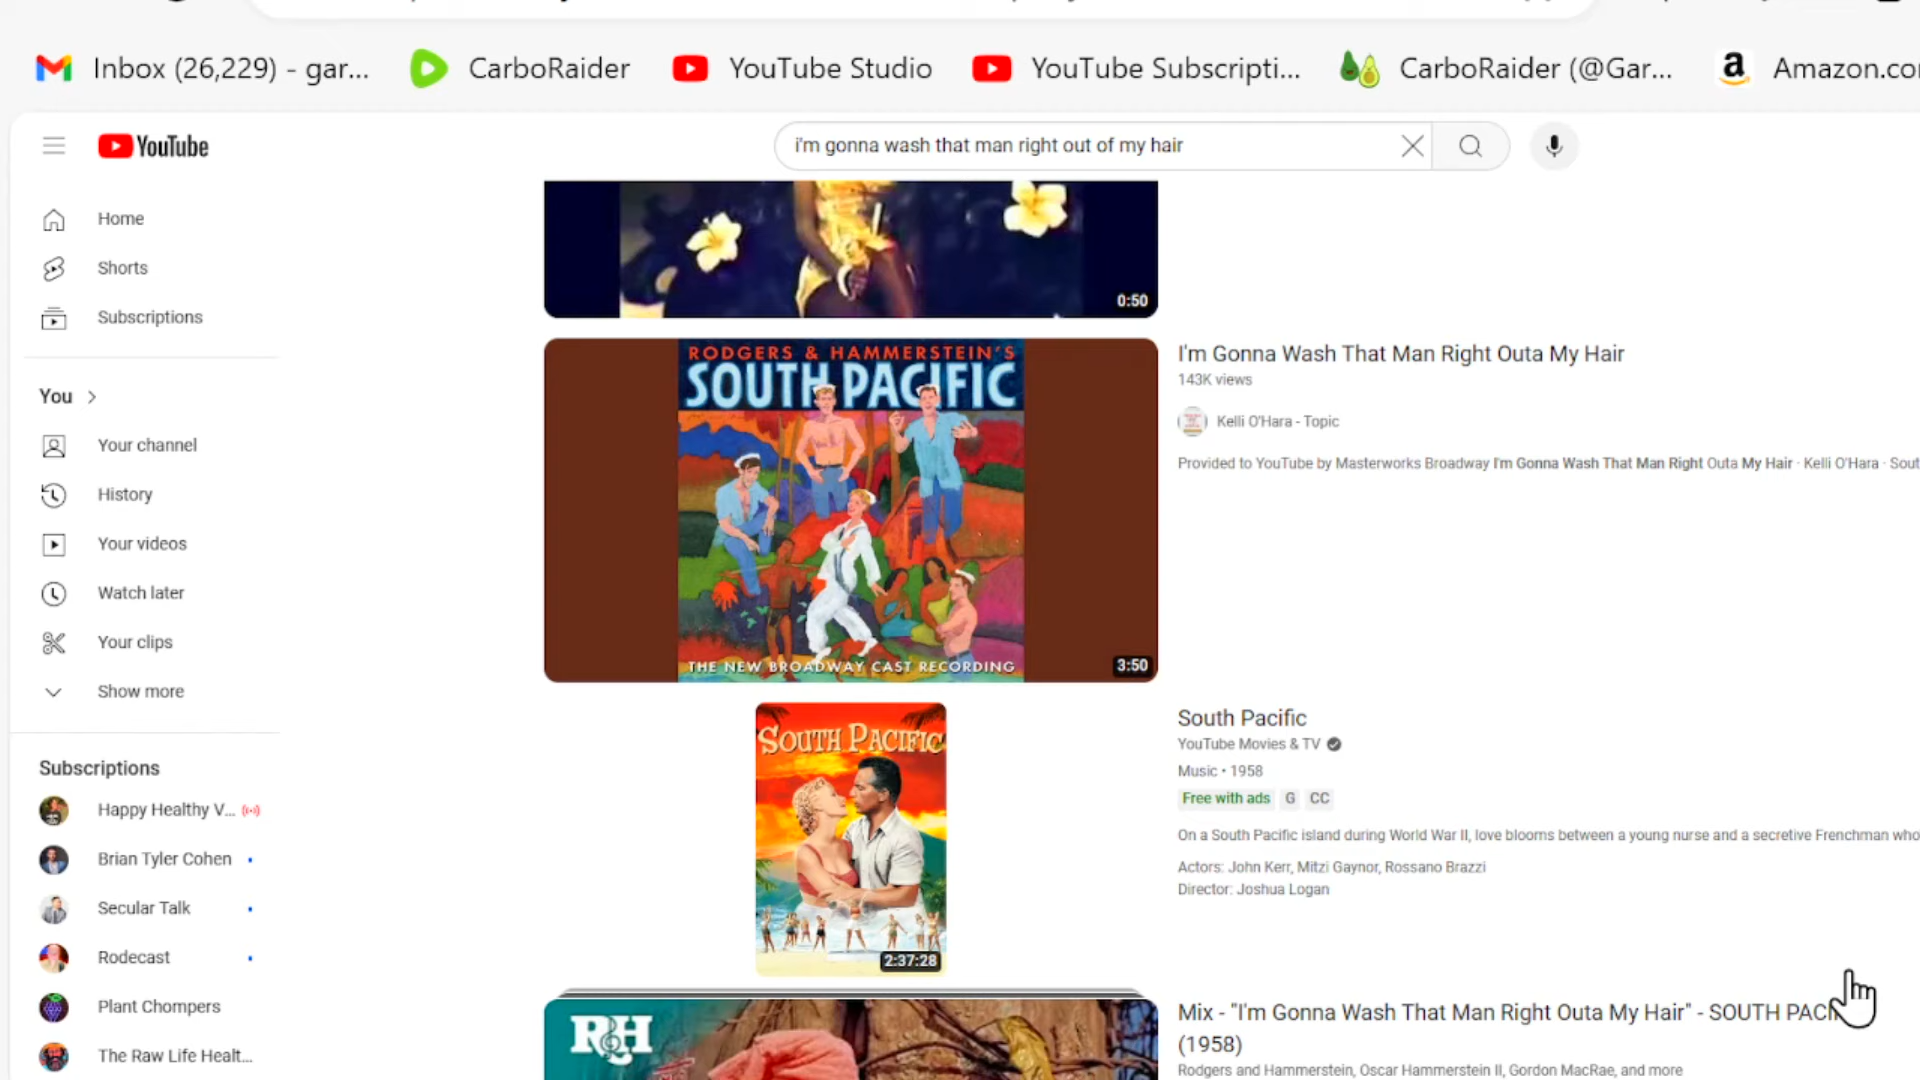 Inbox (26,229) - gar...
CarboRaider
YouTube Studio
YouTube Subscripti...
CarboRaider (@Gar...
Amazon.co
YouTube
i'm gonna wash that man right out of my hair
Home
Shorts
Subscriptions
You
Your channel
History
Your videos
Watch later
Your clips
Show more
Subscriptions
Happy Healthy V...
Brian Tyler Cohen
Secular Talk
Rodecast
Plant Chompers
The Raw Life Healt...
0:50
RODGERS & HAMMERSTEIN'S
SOUTH PACIFIC
THE NEW BROADWAY CAST RECORDING
3:50
I'm Gonna Wash That Man Right Outa My Hair
143K views
Kelli O'Hara - Topic
Provided to YouTube by Masterworks Broadway I'm Gonna Wash That Man Right Outa My Hair · Kelli O'Hara · Sout
SOUTH PACIFIC
2:37:28
South Pacific
YouTube Movies & TV
Music • 1958
Free with ads G CC
On a South Pacific island during World War II, love blooms between a young nurse and a secretive Frenchman who
Actors: John Kerr, Mitzi Gaynor, Rossano Brazzi
Director: Joshua Logan
R&H
Mix - "I'm Gonna Wash That Man Right Outa My Hair" - SOUTH PACI
(1958)
Rodgers and Hammerstein, Oscar Hammerstein II, Gordon MacRae, and more